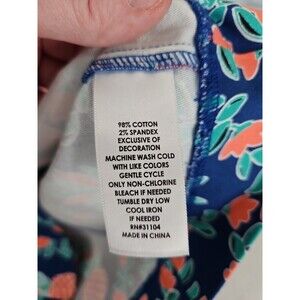 98% COTTON
2% SPANDEX
EXCLUSIVE OF
DECORATION
MACHINE WASH COLD
WITH LIKE COLORS
GENTLE CYCLE
ONLY NON-CHLORINE
BLEACH IF NEEDED
TUMBLE DRY LOW
COOL IRON
IF NEEDED
RN#31104
MADE IN CHINA